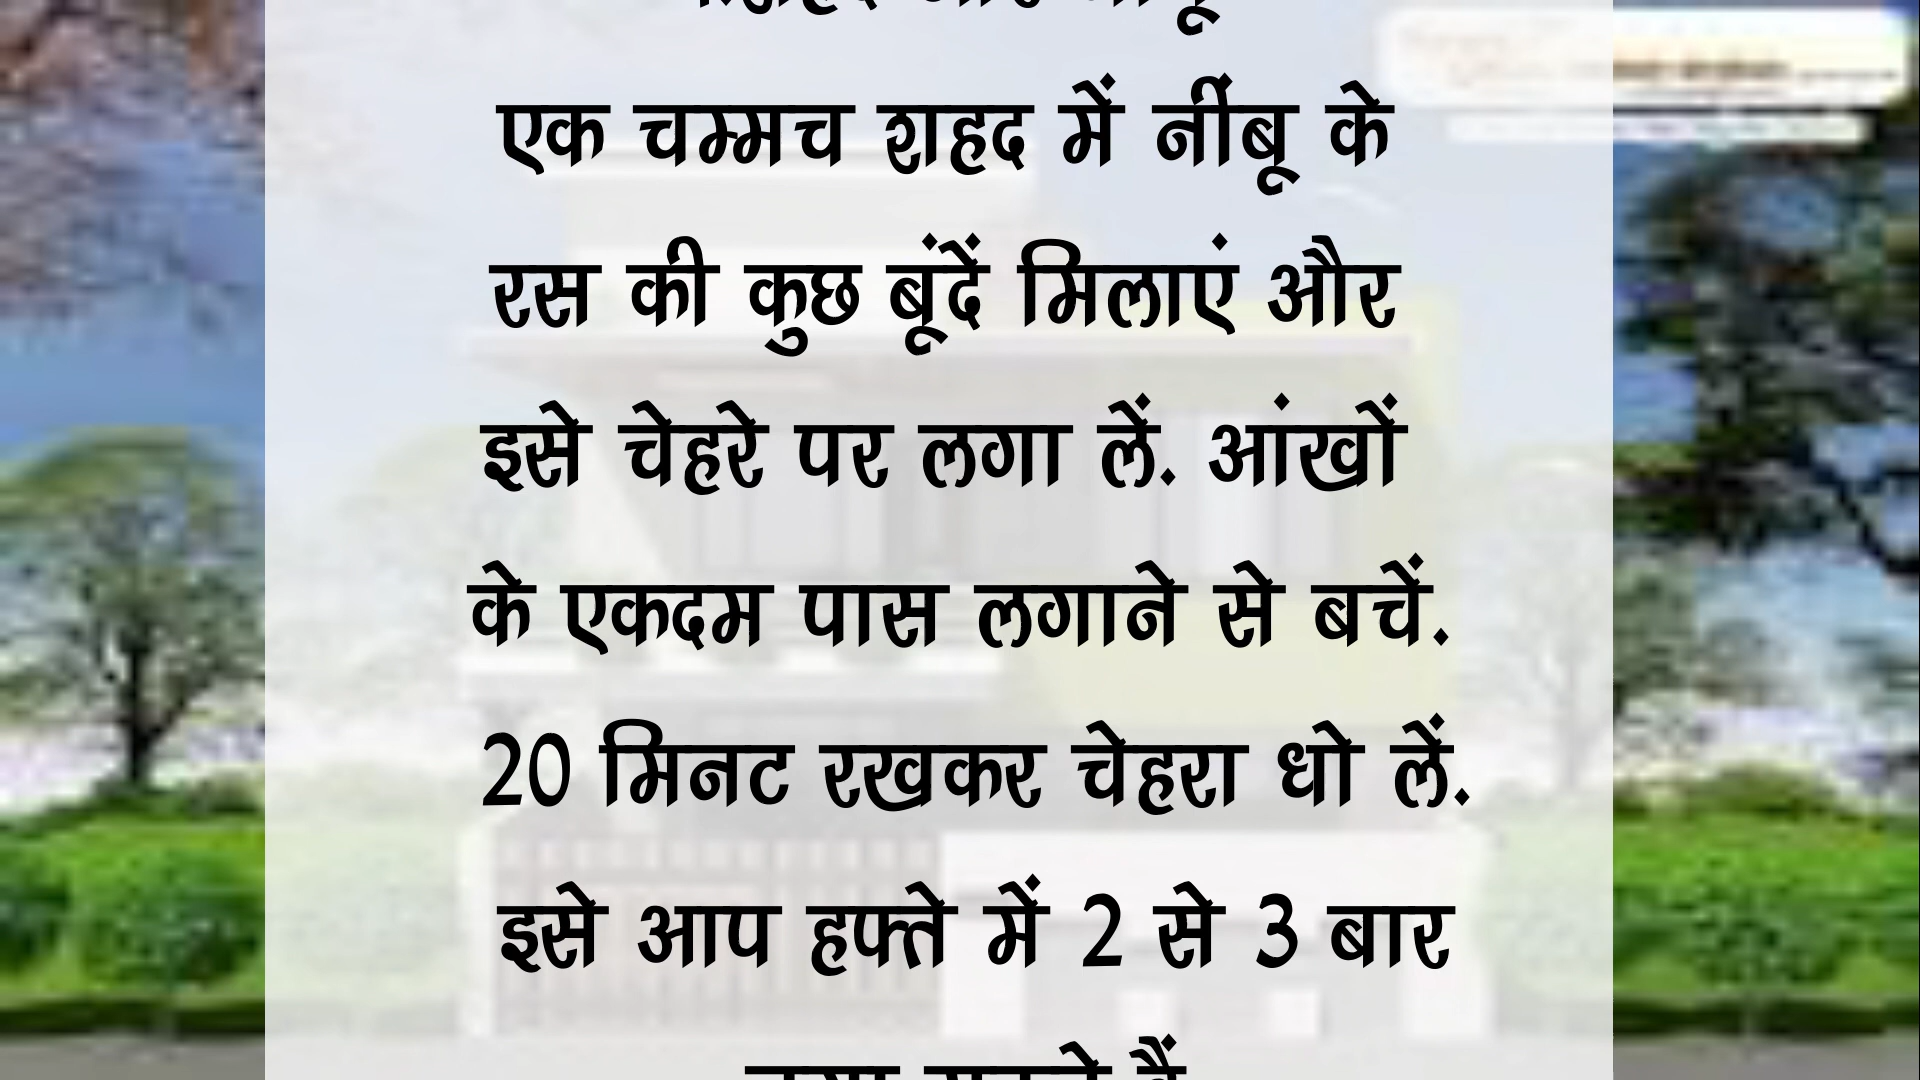 एक चम्मच शहद में नींबू के
रस की कुछ बूंदें मिलाएं और
इसे चेहरे पर लगा लें. आंखों
के एकदम पास लगाने से बचें.
20 मिनट रखकर चेहरा धो लें.
इसे आप हफ्ते में 2 से 3 बार